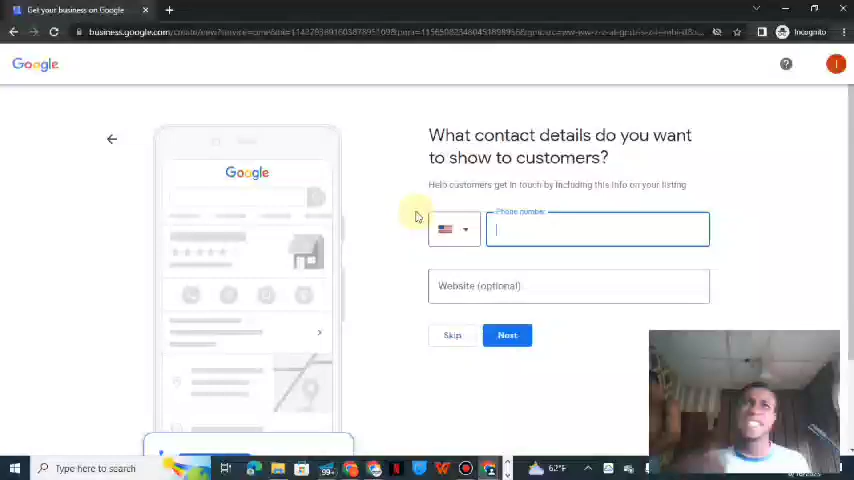 Get your business on Google
Incognito
Google
What contact details do you want
to show to customers?
Help customers get in touch by including this info on your listing
Google
Phone number
Website (optional)
Skip
Next
Type here to search
99+
62°F